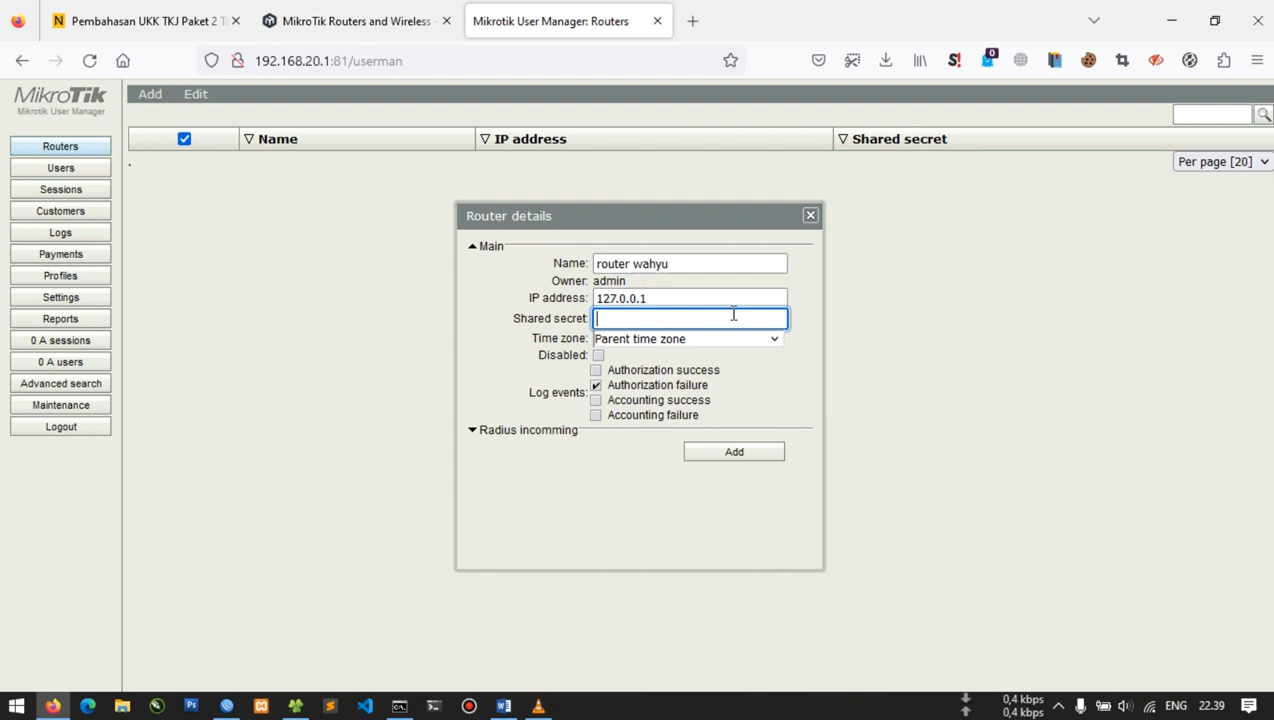 Pembahasan UKK TKJ Paket 2 T
MikroTik Routers and Wireless -
Mikrotik User Manager: Routers
192.168.20.1:81/userman
0
MikroTik
Mikrotik User Manager
Add Edit
Name
IP address
Shared secret
Per page [20]
Routers
Users
Sessions
Customers
Logs
Payments
Profiles
Settings
Reports
0 A sessions
0 A users
Advanced search
Maintenance
Logout
Router details
Main
Name: router wahyu
Owner: admin
IP address: 127.0.0.1
Shared secret:
Time zone: Parent time zone
Disabled:
Log events:
Authorization success
Authorization failure
Accounting success
Accounting failure
Radius incomming
Add
0,4 kbps
0,4 kbps
ENG
22.39